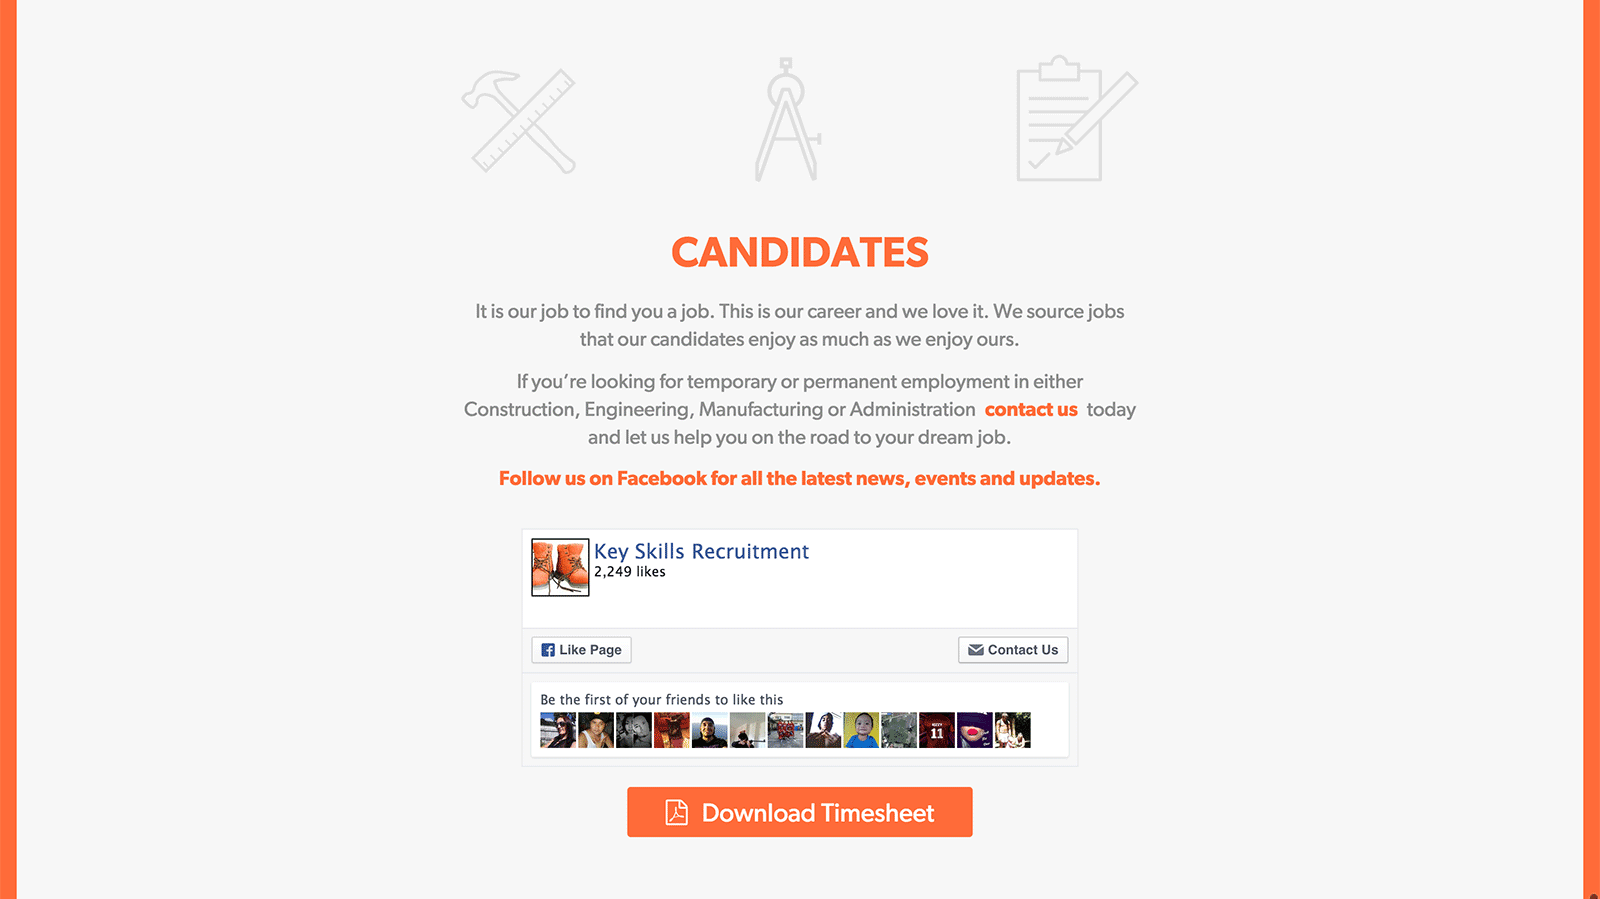 CANDIDATES
It is our job to find you a job. This is our career and we love it. We source jobs
that our candidates enjoy as much as we enjoy ours.
If you’re looking for temporary or permanent employment in either
Construction, Engineering, Manufacturing or Administration contact us today
and let us help you on the road to your dream job.
Follow us on Facebook for all the latest news, events and updates.
Key Skills Recruitment
2,249 likes
Like Page
Contact Us
Be the first of your friends to like this
11
Download Timesheet